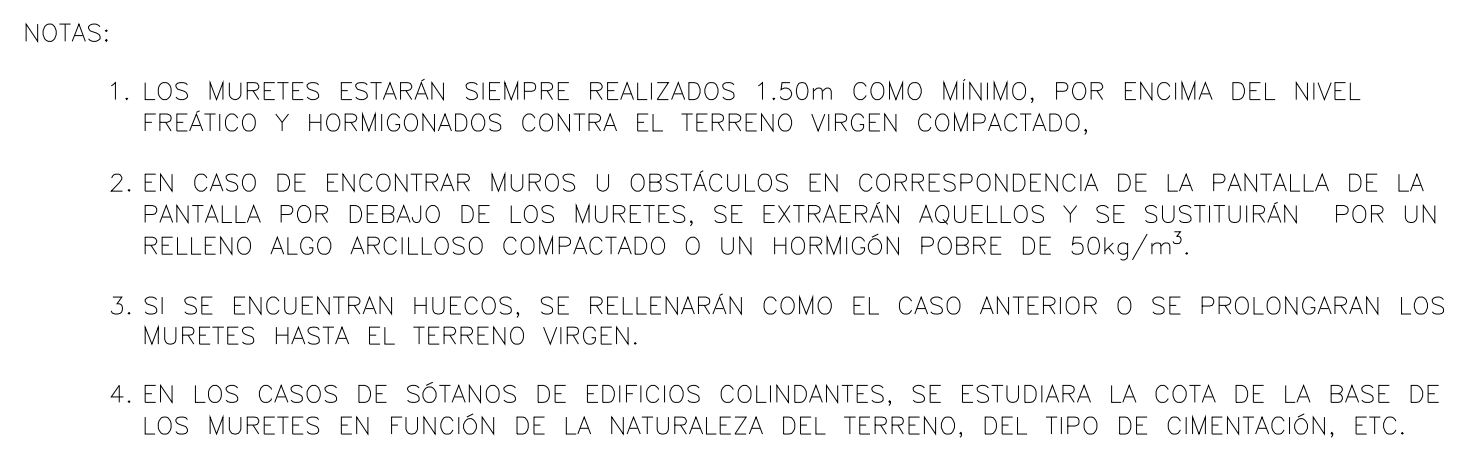 NOTAS:
1. LOS MURETES ESTARÁN SIEMPRE REALIZADOS 1.50m COMO MÍNIMO, POR ENCIMA DEL NIVEL
FREÁTICO Y HORMIGONADOS CONTRA EL TERRENO VIRGEN COMPACTADO,
2. EN CASO DE ENCONTRAR MUROS U OBSTÁCULOS EN CORRESPONDENCIA DE LA PANTALLA DE LA
PANTALLA POR DEBAJO DE LOS MURETES, SE EXTRAERÁN AQUELLOS Y SE SUSTITUIRÁN POR UN
RELLENO ALGO ARCILLOSO COMPACTADO O UN HORMIGÓN POBRE DE 50kg/m³.
3. SI SE ENCUENTRAN HUECOS, SE RELLENARÁN COMO EL CASO ANTERIOR O SE PROLONGARAN LOS
MURETES HASTA EL TERRENO VIRGEN.
4. EN LOS CASOS DE SÓTANOS DE EDIFICIOS COLINDANTES, SE ESTUDIARA LA COTA DE LA BASE DE
LOS MURETES EN FUNCIÓN DE LA NATURALEZA DEL TERRENO, DEL TIPO DE CIMENTACIÓN, ETC.